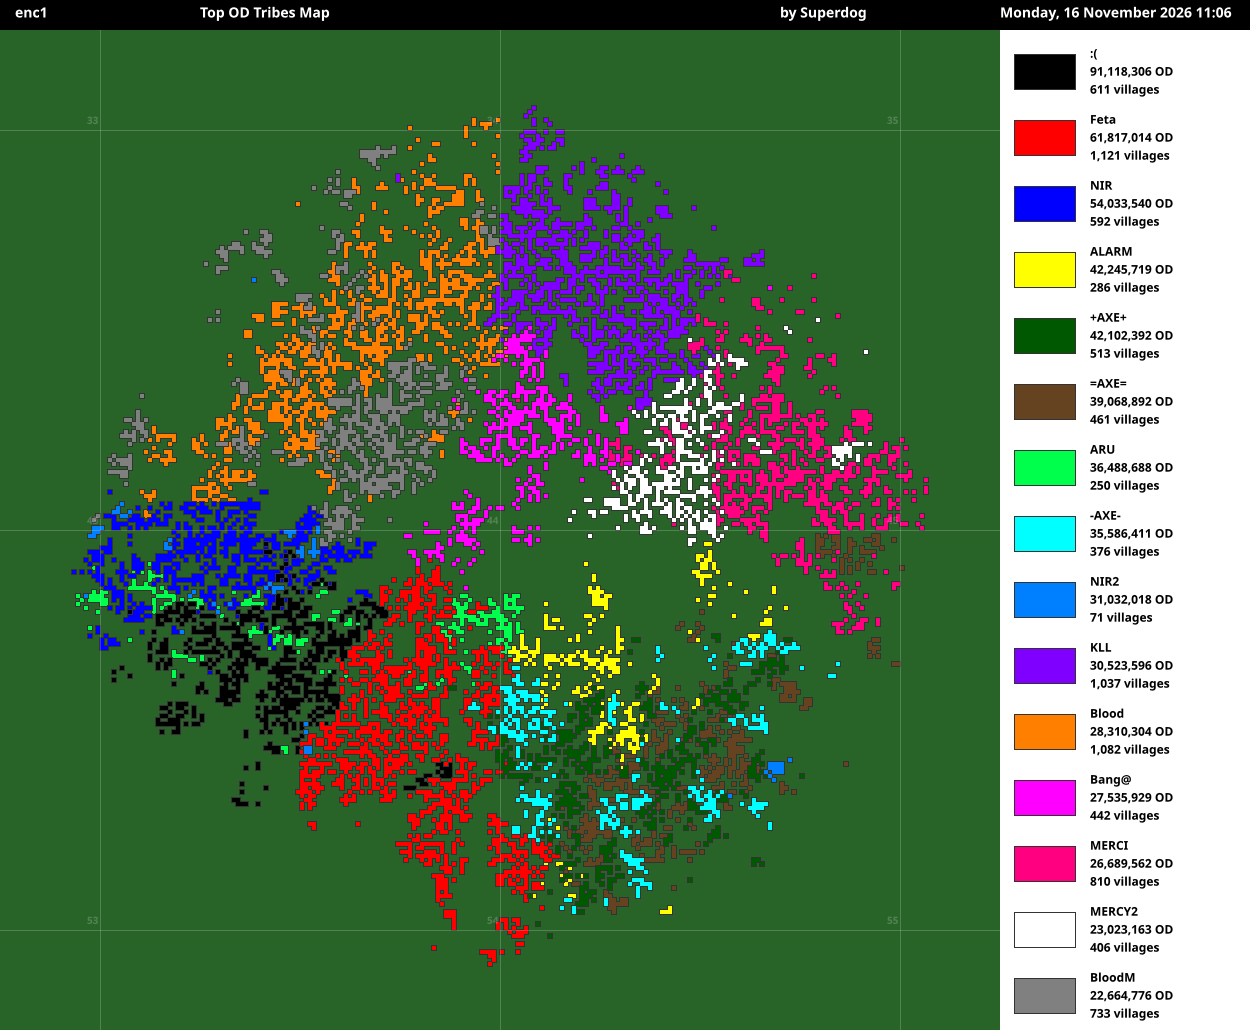 enc1 Top OD Tribes Map by Superdog Monday, 16 November 2026 11:06
:(
91,118,306 OD
611 villages
Feta
61,817,014 OD
1,121 villages
NIR
54,033,540 OD
592 villages
ALARM
42,245,719 OD
286 villages
+AXE+
42,102,392 OD
513 villages
=AXE=
39,068,892 OD
461 villages
ARU
36,488,688 OD
250 villages
-AXE-
35,586,411 OD
376 villages
NIR2
31,032,018 OD
71 villages
KLL
30,523,596 OD
1,037 villages
Blood
28,310,304 OD
1,082 villages
Bang@
27,535,929 OD
442 villages
MERCI
26,689,562 OD
810 villages
MERCY2
23,023,163 OD
406 villages
BloodM
22,664,776 OD
733 villages
33 35
44
53 54 55